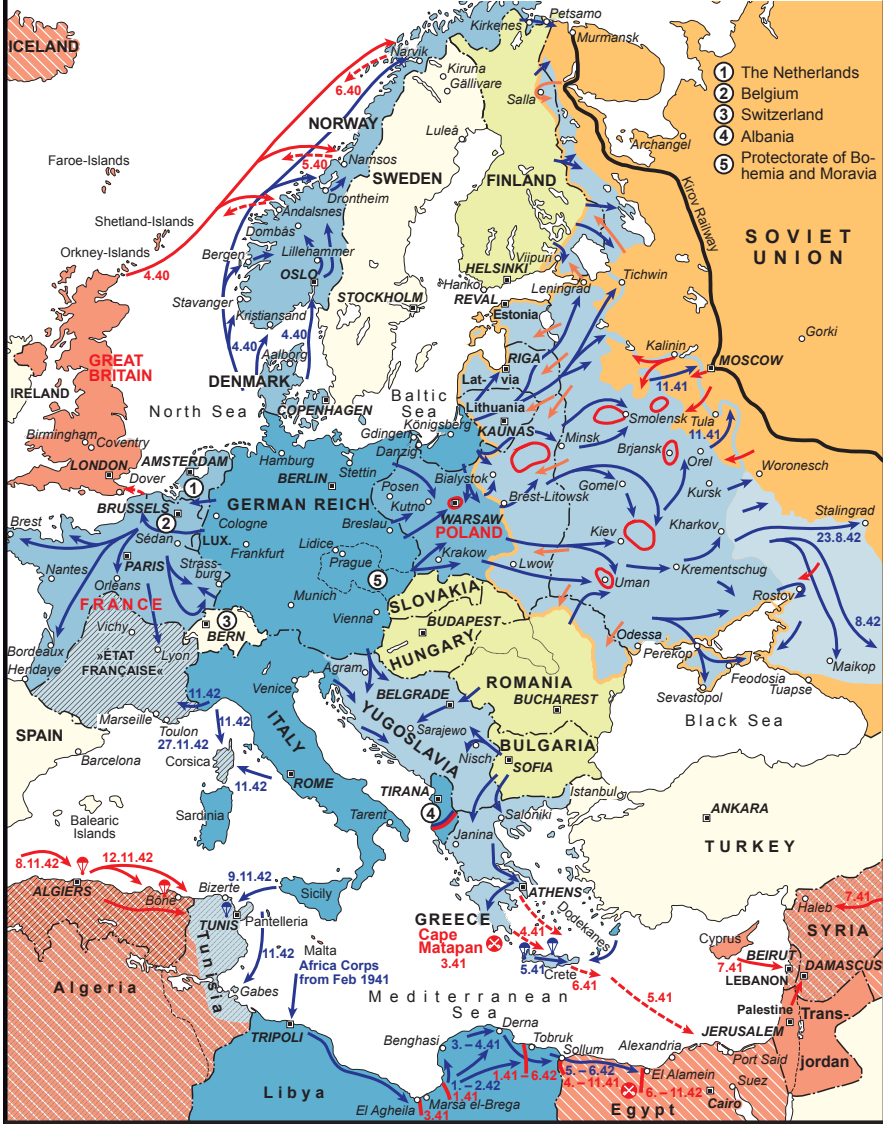 ICELAND
Kirkenes
Petsamo
Murmansk
Narvik
6.40
Kiruna
Gällivare
Salla
① The Netherlands
② Belgium
③ Switzerland
④ Albania
⑤ Protectorate of Bo-
hemia and Moravia
NORWAY
Luleå
Archangel
Faroe-Islands
5.40
Namsos
SWEDEN
FINLAND
Kirov Railway
Drontheim
Shetland-Islands
Andalsnes
Dombås
SOVIET
UNION
Orkney-Islands
Bergen
Lillehammer
OSLO
Viipuri
4.40
HELSINKI
Tichwin
Hanko
Leningrad
Stavanger
STOCKHOLM
REVAL
Kristiansand
Estonia
4.40
4.40
Gorki
Aalborg
Kalinin
GREAT
BRITAIN
RIGA
MOSCOW
DENMARK
Lat-
via
11.41
IRELAND
North Sea
COPENHAGEN
Baltic
Sea
Lithuania
Smolensk
Tula
Königsberg
KAUNAS
11.41
Birmingham
Coventry
Gdingen
Minsk
Danzig
Brjansk
Orel
AMSTERDAM
Hamburg
Stettin
Woronesch
LONDON
Dover
①
BERLIN
Bialystok
Posen
Gomel
Kursk
BRUSSELS
GERMAN REICH
Kutno
Brest-Litowsk
Stalingrad
②
Cologne
Breslau
WARSAW
Kharkov
Brest
POLAND
Kiev
23.8.42
Sédan
LUX.
Lidice
Frankfurt
Prague
Krakow
PARIS
Lwow
Krementschug
Nantes
Strass-
burg
⑤
Uman
Orleans
Rostov
Munich
SLOVAKIA
FRANCE
Vienna
8.42
③
Vichy
BERN
BUDAPEST
Odessa
HUNGARY
Perekop
Bordeaux
»ETAT
FRANÇAISE«
Lyon
Maikop
Hendaye
Agram
Feodosia
Venice
ROMANIA
Tuapse
Sevastopol
11.42
BELGRADE
BUCHAREST
Marseille
11.42
Black Sea
SPAIN
Toulon
27.11.42
ITALY
YUGOSLAVIA
Sarajewo
BULGARIA
Corsica
Nisch
Barcelona
SOFIA
11.42
ROME
TIRANA
Istanbul
④
ANKARA
Sardinia
Tarent
Saloniki
Balearic
Islands
Janina
TURKEY
8.11.42
12.11.42
9.11.42
ALGIERS
Bizerte
Sicily
ATHENS
7.41
Bône
Haleb
TUNIS
Pantelleria
GREECE
Dodekanes
Cape
Matapan
3.41
4.41
SYRIA
Cyprus
11.42
Malta
5.41
Crete
7.41
BEIRUT
Tunisia
Africa Corps
from Feb 1941
6.41
DAMASCUS
LEBANON
Algeria
Gabes
Mediterranean
Sea
5.41
Palestine
Trans-
jordan
TRIPOLI
Derna
JERUSALEM
Benghasi
3.–4.41
Tobruk
Alexandria
Sollum
Port Said
1.41–6.42
5.–6.42
El Alamein
1.–2.42
4.–11.41
Suez
Libya
1.41
6.–11.42
El Agheila
Marsa el-Brega
Cairo
3.41
Egypt